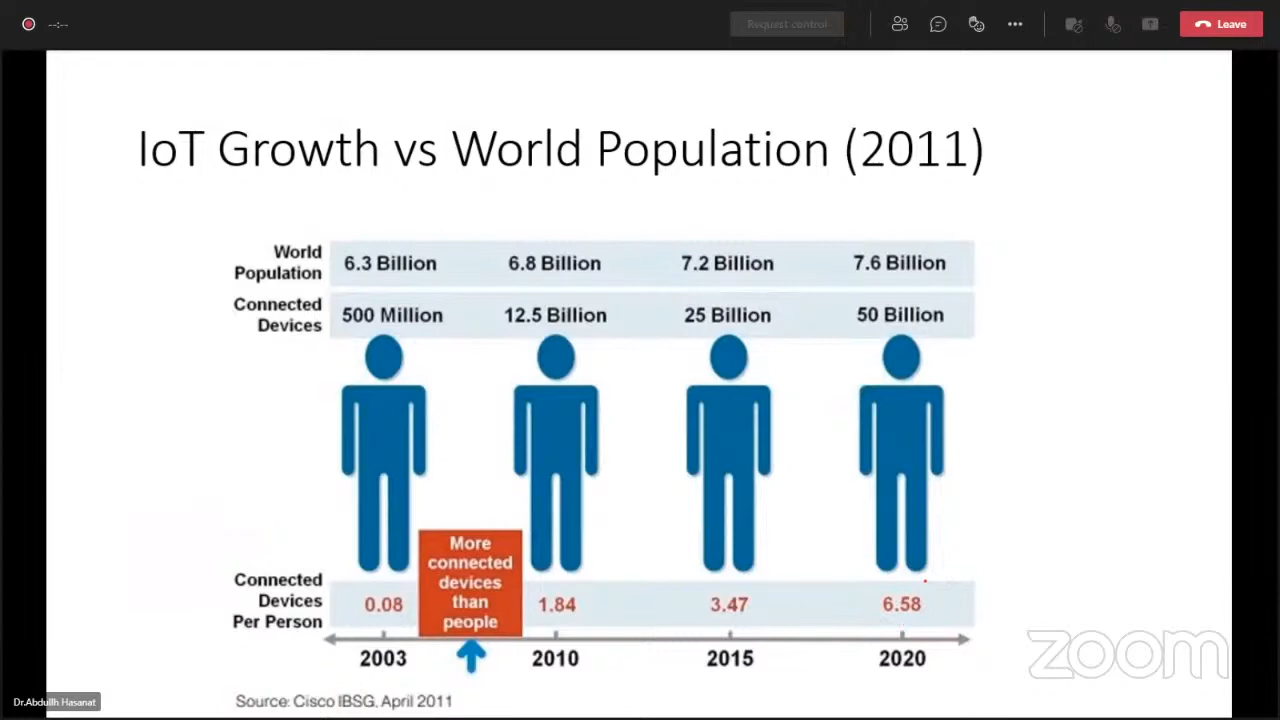 --:--
Request control
Leave
IoT Growth vs World Population (2011)
World
Population
6.3 Billion
6.8 Billion
7.2 Billion
7.6 Billion
Connected
Devices
500 Million
12.5 Billion
25 Billion
50 Billion
More
connected
devices
than
people
Connected
Devices
Per Person
0.08
1.84
3.47
6.58
2003
2010
2015
2020
zoom
Source: Cisco IBSG, April 2011
Dr.Abdullh Hasanat